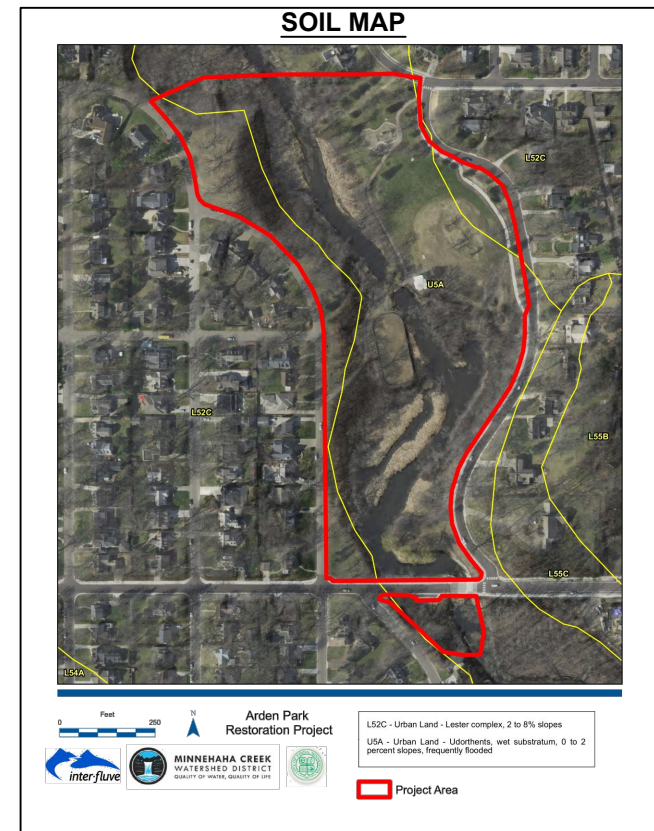 SOIL MAP
L52C
U5A
L52C
L55B
L55C
L54A
Feet
0
250
N
Arden Park
Restoration Project
L52C - Urban Land - Lester complex, 2 to 8% slopes
U5A - Urban Land - Udorthents, wet substratum, 0 to 2
percent slopes, frequently flooded
inter-fluve
MINNEHAHA CREEK
WATERSHED DISTRICT
QUALITY OF WATER, QUALITY OF LIFE
Project Area